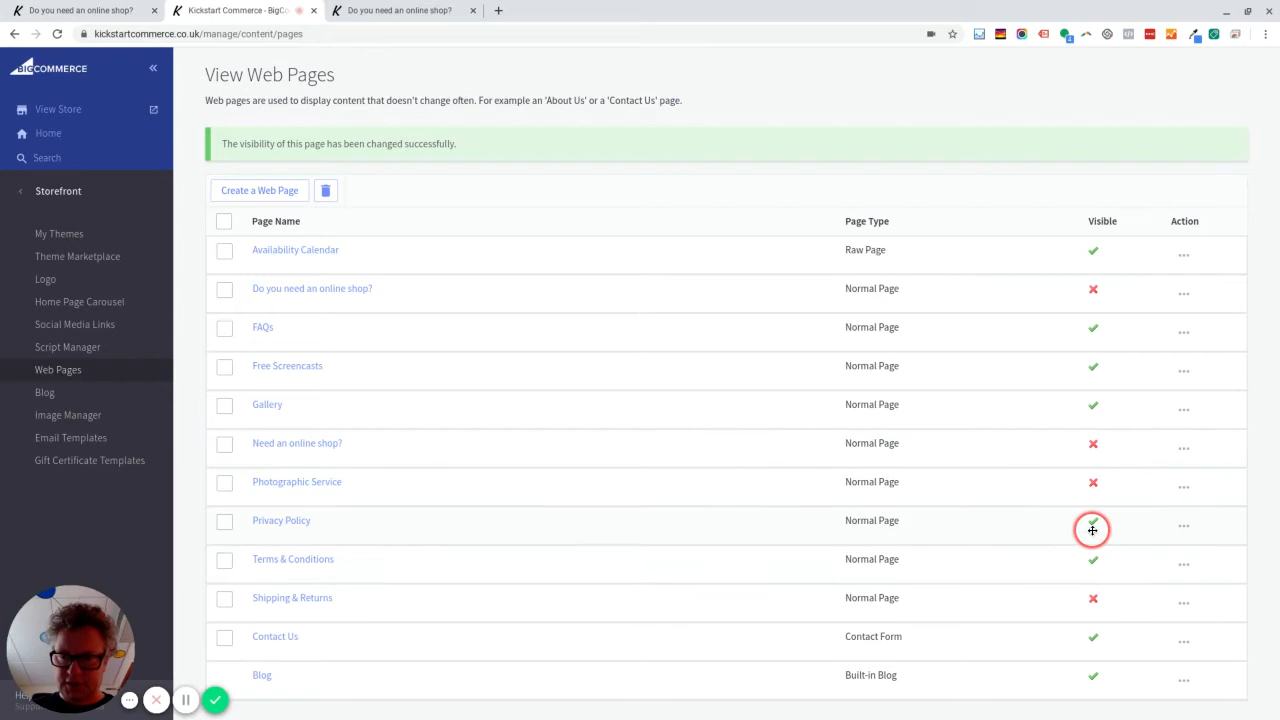 Do you need an online shop?
Kickstart Commerce - BigCo
Do you need an online shop?
kickstartcommerce.co.uk/manage/content/pages
BIGCOMMERCE
View Store
Home
Search
Storefront
My Themes
Theme Marketplace
Logo
Home Page Carousel
Social Media Links
Script Manager
Web Pages
Blog
Image Manager
Email Templates
Gift Certificate Templates
View Web Pages
Web pages are used to display content that doesn't change often. For example an 'About Us' or a 'Contact Us' page.
The visibility of this page has been changed successfully.
Create a Web Page
Page Name Page Type Visible Action
Availability Calendar Raw Page
Do you need an online shop? Normal Page
FAQs Normal Page
Free Screencasts Normal Page
Gallery Normal Page
Need an online shop? Normal Page
Photographic Service Normal Page
Privacy Policy Normal Page
Terms & Conditions Normal Page
Shipping & Returns Normal Page
Contact Us Contact Form
Blog Built-in Blog